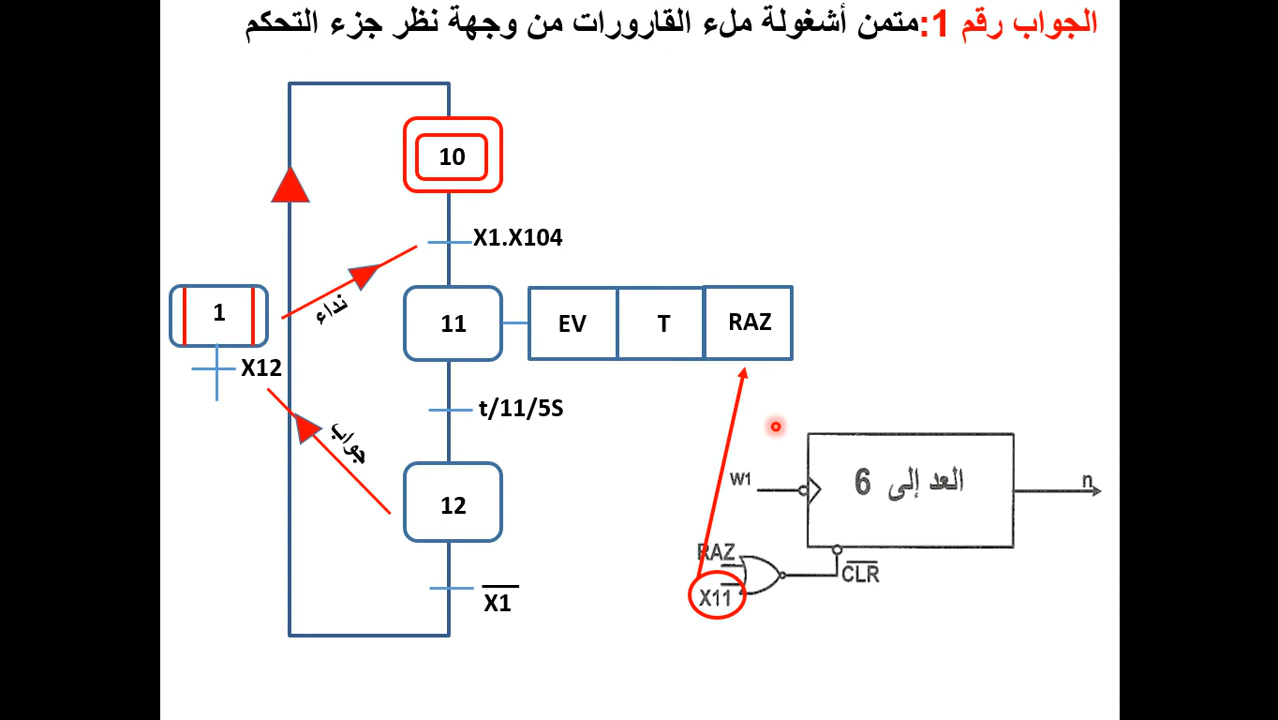 الجواب رقم 1:متمن أشغولة ملء القارورات من وجهة نظر جزء التحكم
10
X1.X104
1
نداء
11
EV
T
RAZ
X12
t/11/5S
جواب
12
W1
العد إلى 6
n
RAZ
X11
CLR
X1